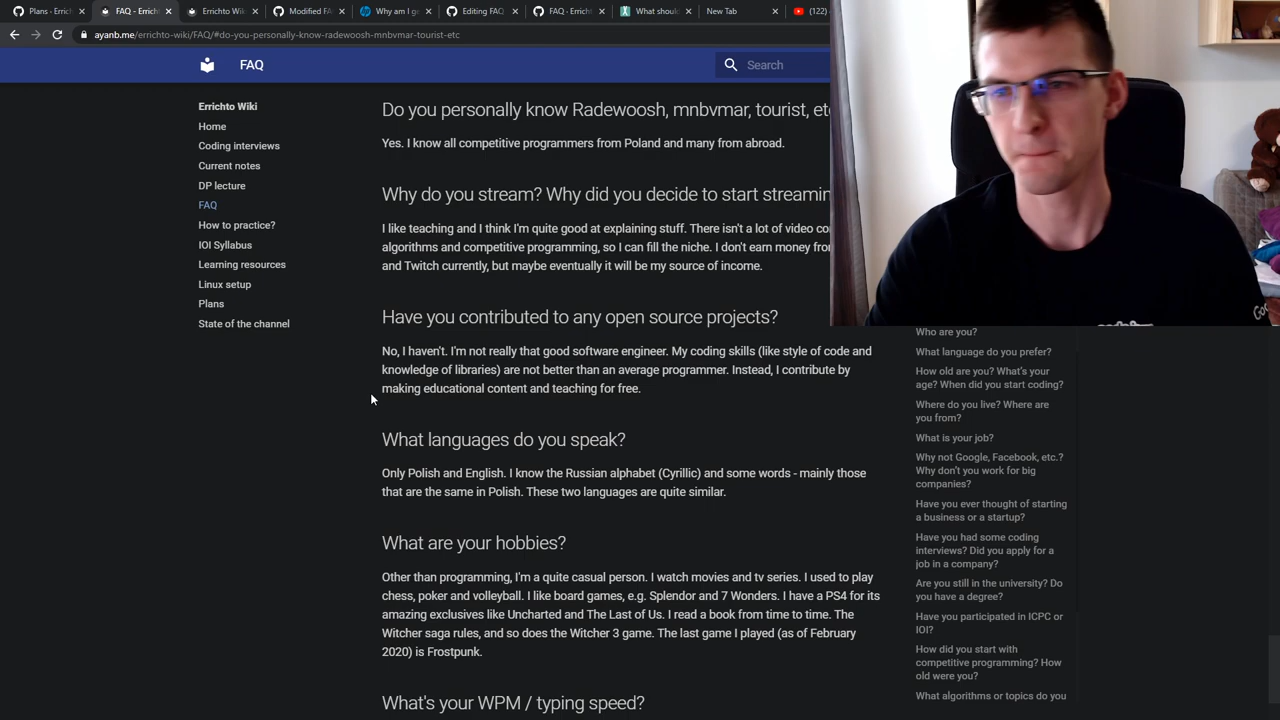 Plans - Errich
FAQ - Errich
Errichto Wi
Modified FA
Why am I g
Editing FAQ
FAQ - Erricht
What shoul
New Tab
(122)
ayanb.me/errichto-wiki/FAQ/#do-you-personally-know-radewoosh-mnbvmar-tourist-etc
FAQ
Search
Errichto Wiki
Home
Coding interviews
Current notes
DP lecture
FAQ
How to practice?
IOI Syllabus
Learning resources
Linux setup
Plans
State of the channel
Do you personally know Radewoosh, mnbvmar, tourist, etc
Yes. I know all competitive programmers from Poland and many from abroad.
Why do you stream? Why did you decide to start streamin
I like teaching and I think I'm quite good at explaining stuff. There isn't a lot of video co
algorithms and competitive programming, so I can fill the niche. I don't earn money fro
and Twitch currently, but maybe eventually it will be my source of income.
Have you contributed to any open source projects?
No, I haven't. I'm not really that good software engineer. My coding skills (like style of code and
knowledge of libraries) are not better than an average programmer. Instead, I contribute by
making educational content and teaching for free.
What languages do you speak?
Only Polish and English. I know the Russian alphabet (Cyrillic) and some words - mainly those
that are the same in Polish. These two languages are quite similar.
What are your hobbies?
Other than programming, I'm a quite casual person. I watch movies and tv series. I used to play
chess, poker and volleyball. I like board games, e.g. Splendor and 7 Wonders. I have a PS4 for its
amazing exclusives like Uncharted and The Last of Us. I read a book from time to time. The
Witcher saga rules, and so does the Witcher 3 game. The last game I played (as of February
2020) is Frostpunk.
What's your WPM / typing speed?
Who are you?
What language do you prefer?
How old are you? What's your
age? When did you start coding?
Where do you live? Where are
you from?
What is your job?
Why not Google, Facebook, etc.?
Why don't you work for big
companies?
Have you ever thought of starting
a business or a startup?
Have you had some coding
interviews? Did you apply for a
job in a company?
Are you still in the university? Do
you have a degree?
Have you participated in ICPC or
IOI?
How did you start with
competitive programming? How
old were you?
What algorithms or topics do you